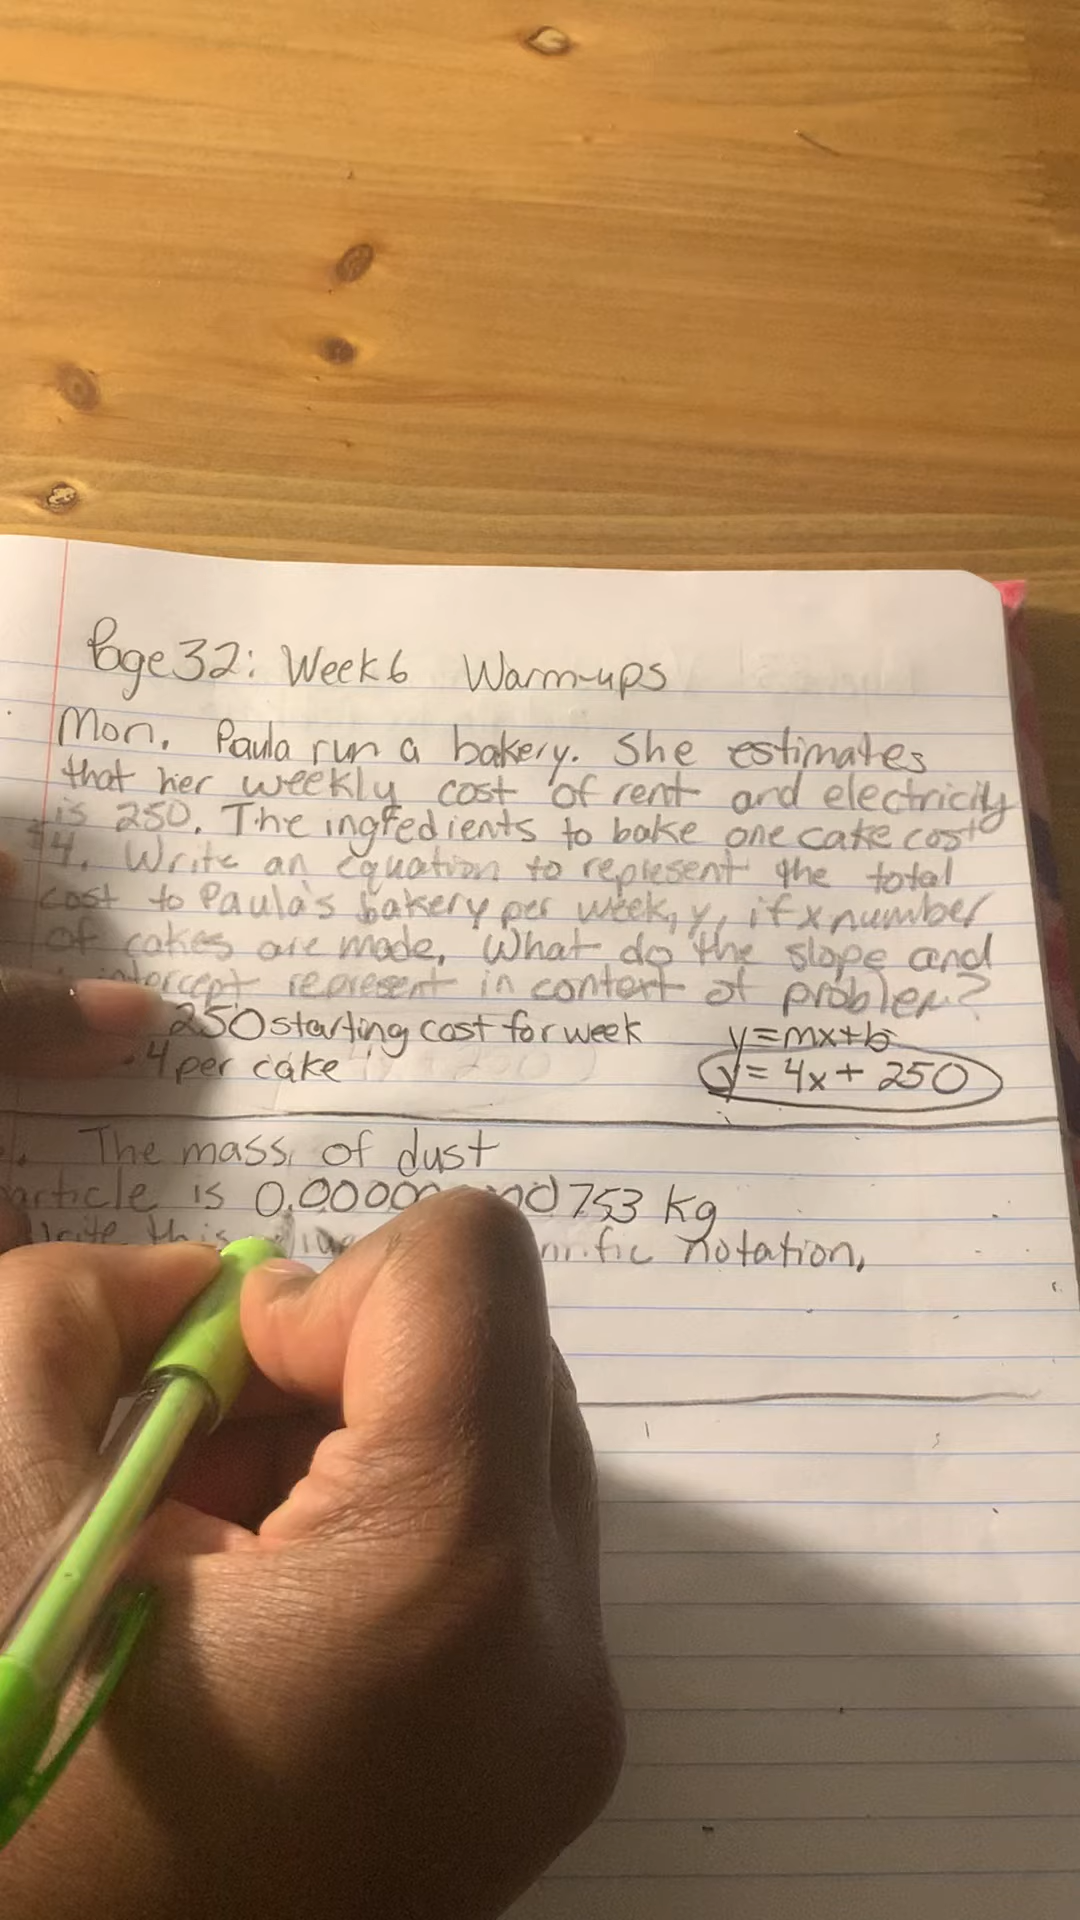 Page 32: Week 6 Warm-ups
Mon. Paula run a bakery. She estimates
that her weekly cost of rent and electricity
is 250. The ingredients to bake one cake cost
$4. Write an equation to represent the total
cost to Paula's bakery per week, y, if x number
of cakes are made. What do the slope and
intercept represent in context of problem?
250 starting cost for week
y=mx+b
4 per cake
y= 4x + 250
The mass of dust
is 753 kg
this notation.